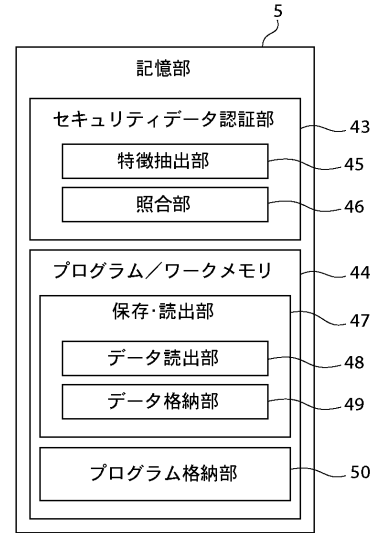 5
記憶部
セキュリティデータ認証部
43
特徴抽出部
45
照合部
46
プログラム／ワークメモリ
44
保存・読出部
47
データ読出部
48
データ格納部
49
プログラム格納部
50